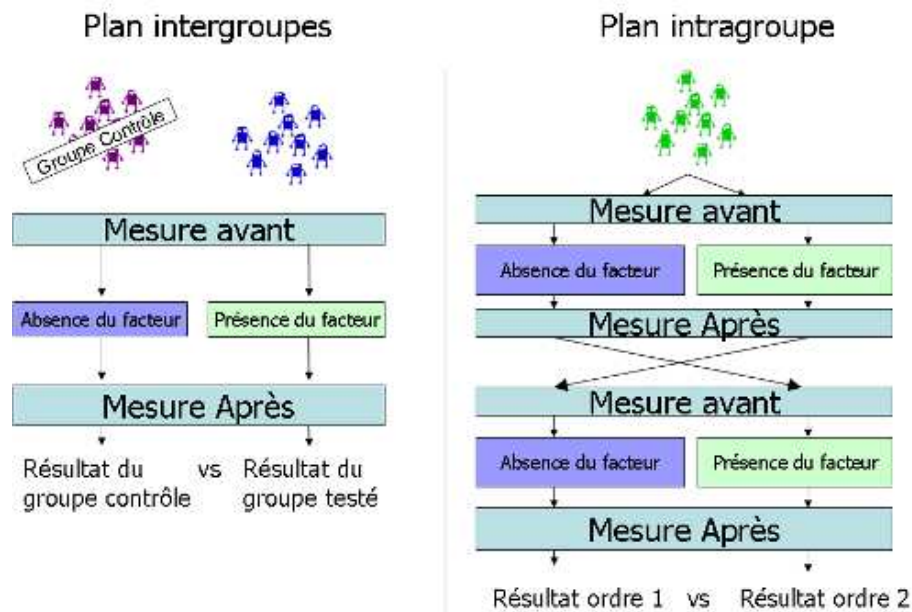 Plan intergroupes
Groupe Contrôle
Mesure avant
Absence du facteur
Présence du facteur
Mesure Après
Résultat du vs Résultat du
groupe contrôle groupe testé
Plan intragroupe
Mesure avant
Absence du facteur
Présence du facteur
Mesure Après
Mesure avant
Absence du facteur
Présence du facteur
Mesure Après
Résultat ordre 1 vs Résultat ordre 2